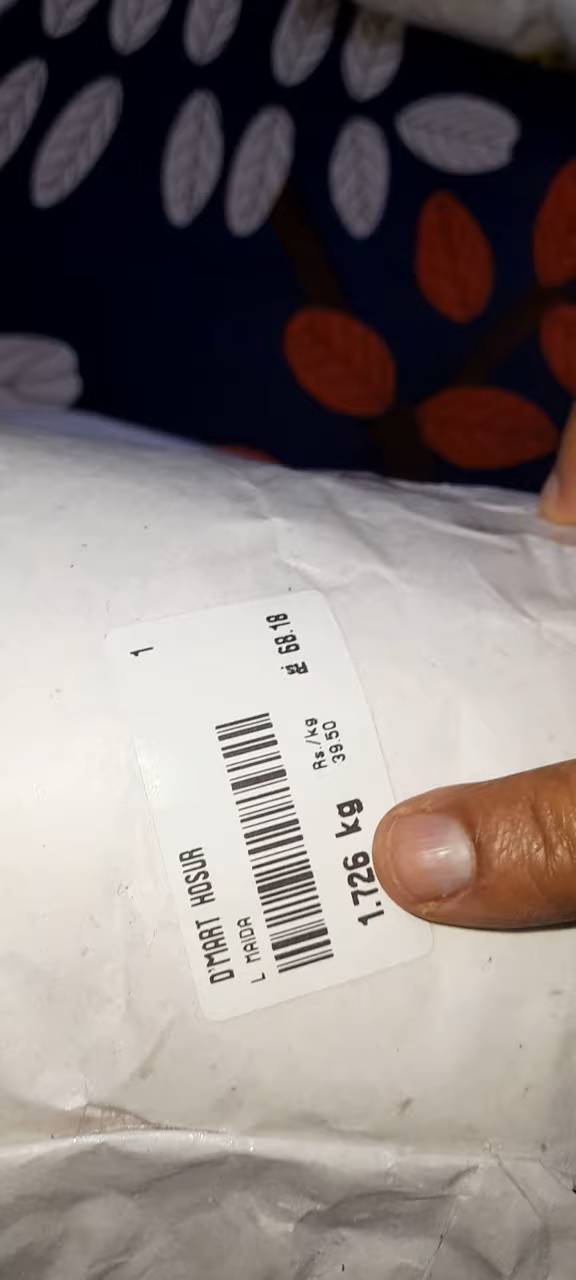 D'MART HOSUR
1
L MAIDA
1.726 kg
Rs./kg
39.50
68.18